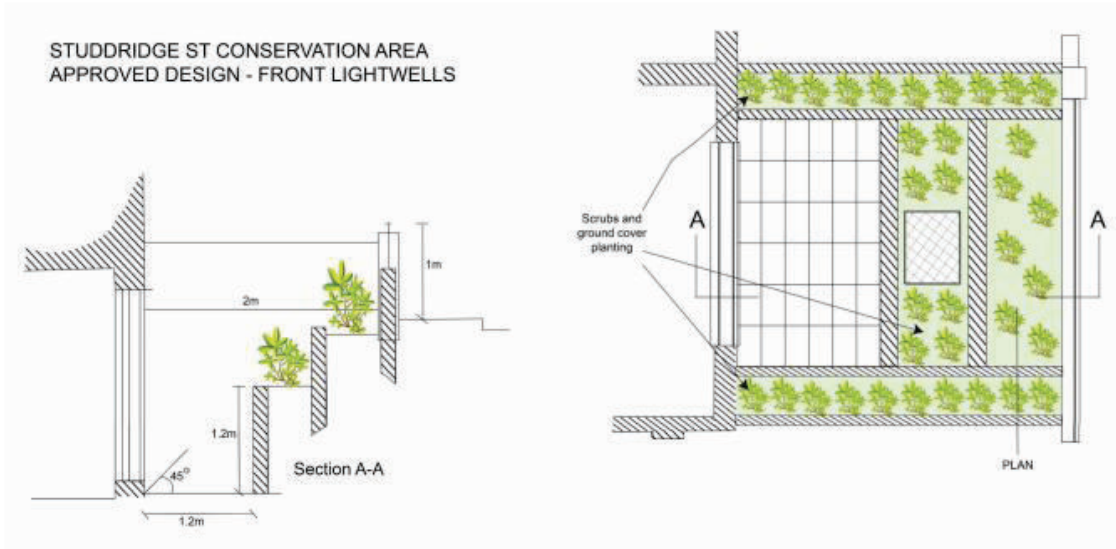 STUDDRIDGE ST CONSERVATION AREA
APPROVED DESIGN - FRONT LIGHTWELLS
1m
2m
1.2m
45°
1.2m
Section A-A
Scrubs and
ground cover
planting
A
A
PLAN